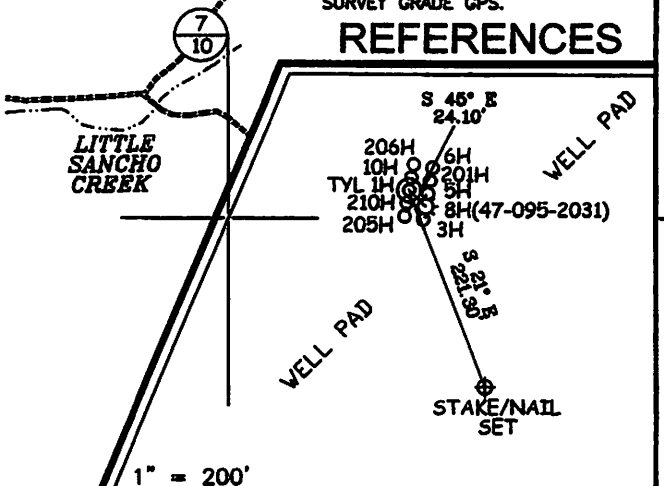 SURVEY GRADE GPS.
7
10
REFERENCES
S 45° E
24.10'
WELL PAD
LITTLE
SANCHO
CREEK
206H
6H
10H
201H
TYL 1H
5H
210H
8H(47-095-2031)
205H
3H
S 21° E
221.30'
WELL PAD
STAKE/NAIL
SET
1" = 200'